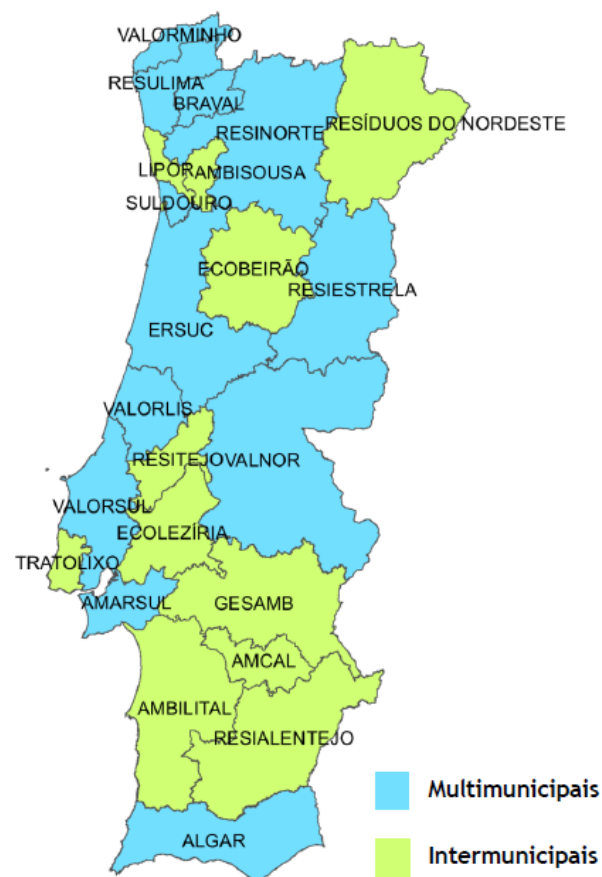 VALORMINHO
RESULIMA
BRAVAL
RESINORTE
RESÍDUOS DO NORDESTE
LIPOR
AMBISOUSA
SULDOURO
ECOBEIRÃO
RESIESTRELA
ERSUC
VALORLIS
RESITEJO
VALNOR
VALORSUL
ECOLEZÍRIA
TRATOLIXO
AMARSUL
GESAMB
AMCAL
AMBILITAL
RESIALENTEJO
Multimunicipais
ALGAR
Intermunicipais